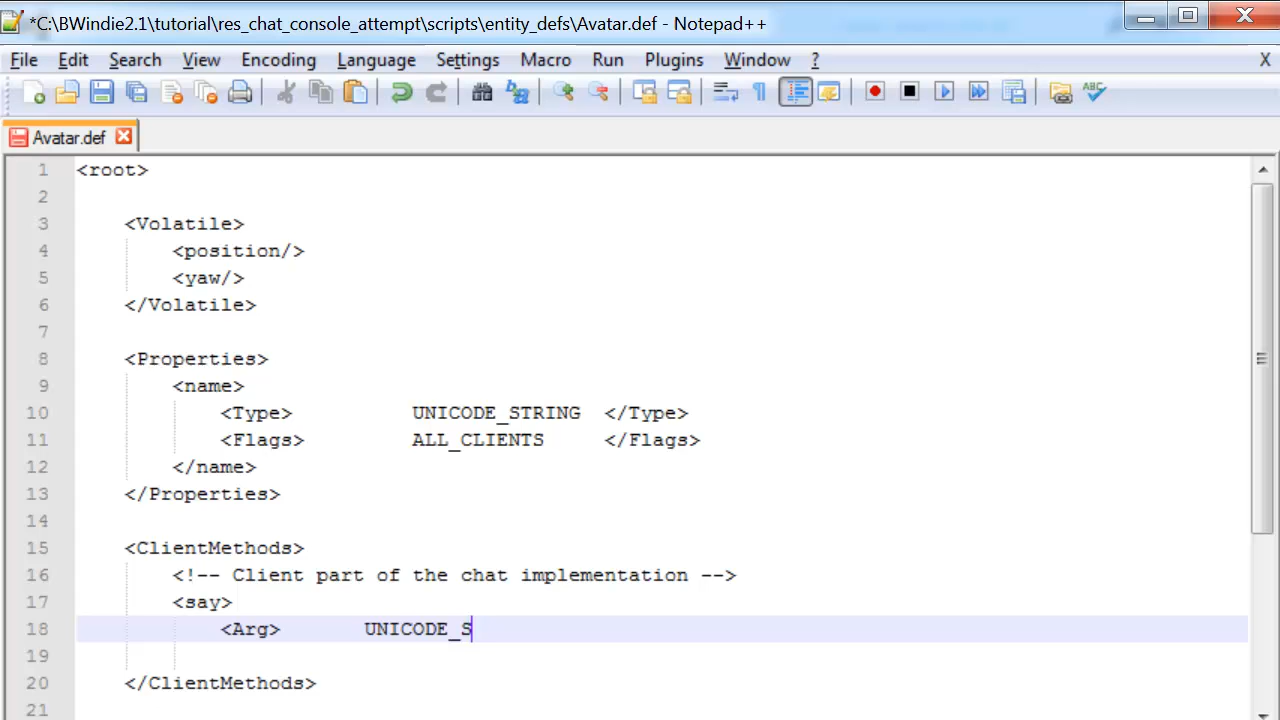 *C:\BWindie2.1\tutorial\res_chat_console_attempt\scripts\entity_defs\Avatar.def - Notepad++
File Edit Search View Encoding Language Settings Macro Run Plugins Window ? X
ABC
Avatar.def
1 <root>
2
3 <Volatile>
4 <position/>
5 <yaw/>
6 </Volatile>
7
8 <Properties>
9 <name>
10 <Type> UNICODE_STRING </Type>
11 <Flags> ALL_CLIENTS </Flags>
12 </name>
13 </Properties>
14
15 <ClientMethods>
16 <!-- Client part of the chat implementation -->
17 <say>
18 <Arg> UNICODE_S
19
20 </ClientMethods>
21